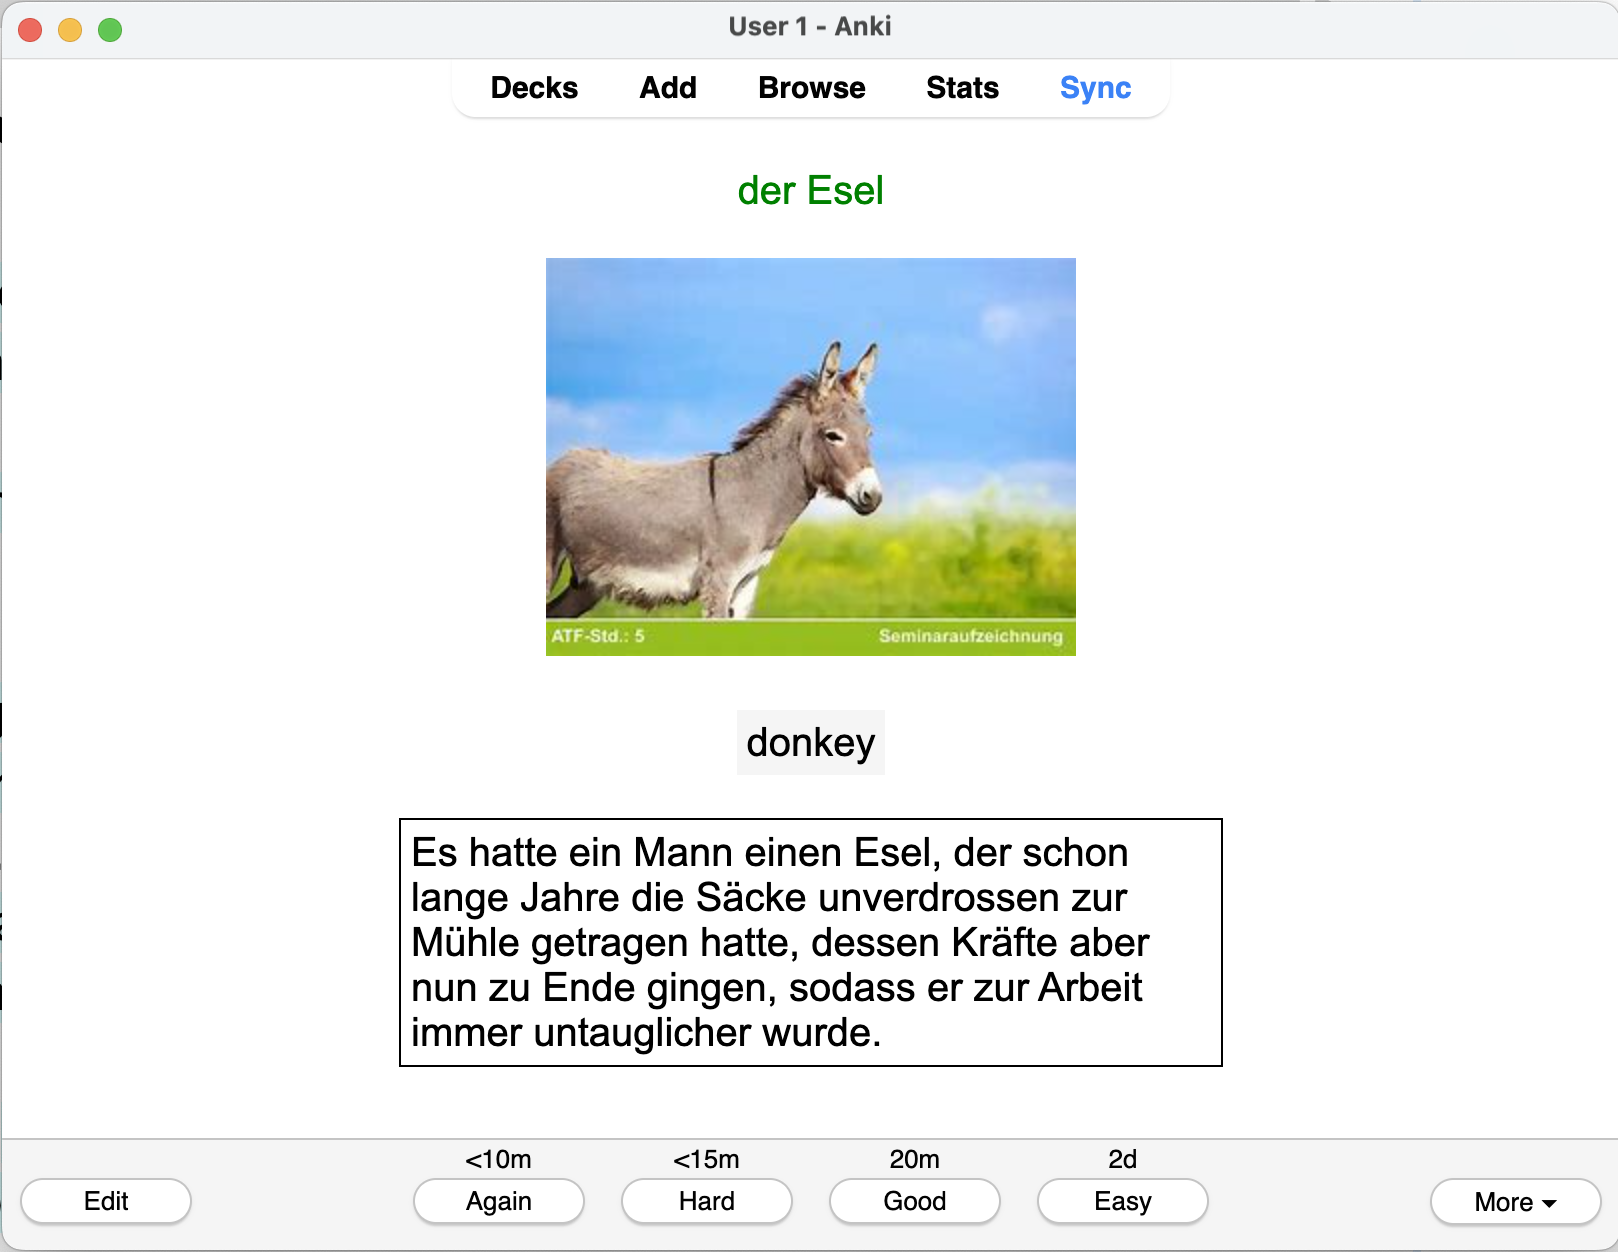 User 1 - Anki
Decks Add Browse Stats Sync
der Esel
ATF-Std.: 5 Seminaraufzeichnung
donkey
Es hatte ein Mann einen Esel, der schon
lange Jahre die Säcke unverdrossen zur
Mühle getragen hatte, dessen Kräfte aber
nun zu Ende gingen, sodass er zur Arbeit
immer untauglicher wurde.
<10m <15m 20m 2d
Edit Again Hard Good Easy More